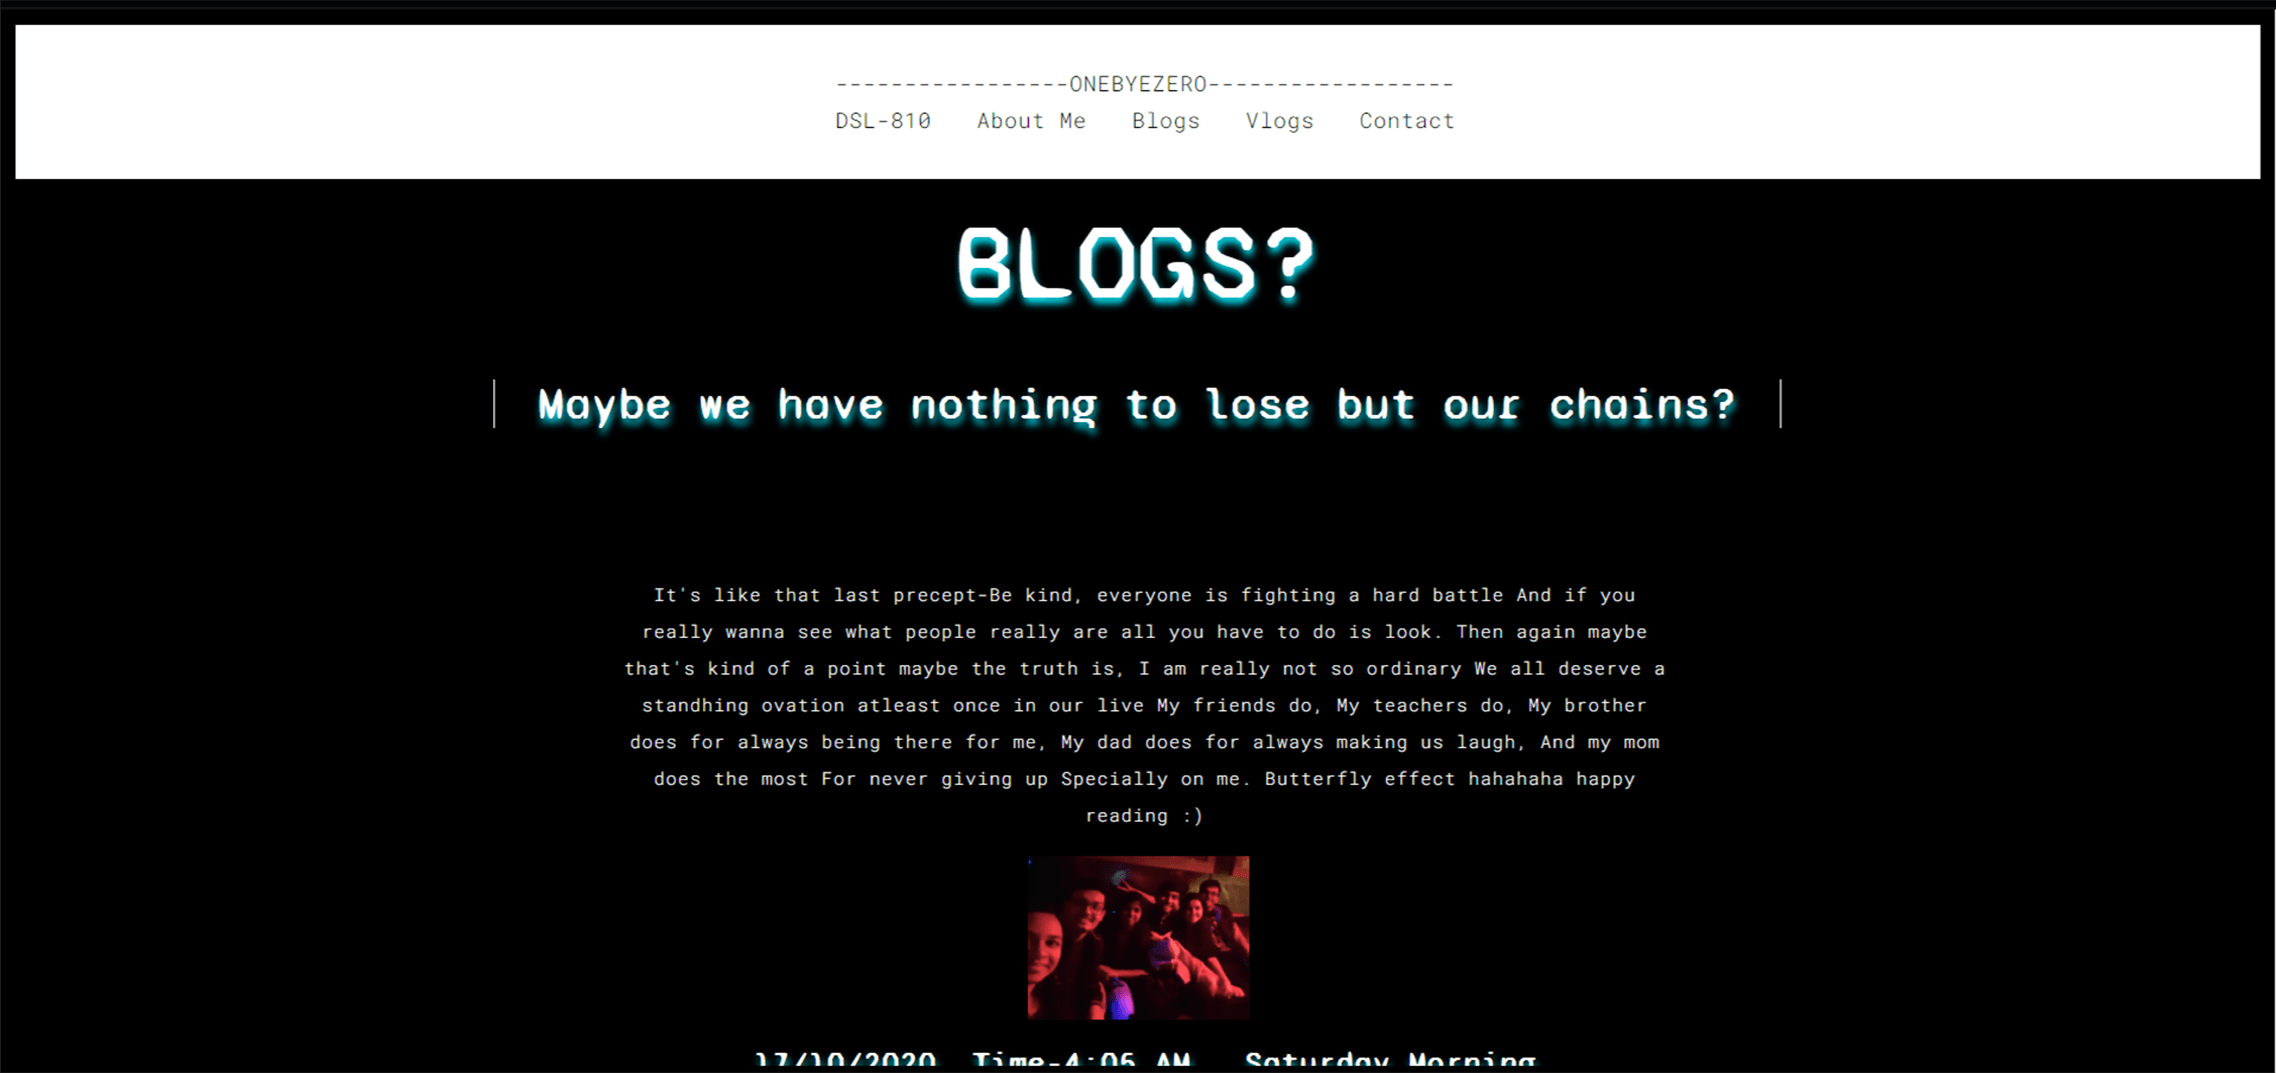 -----------------ONEBYEZERO------------------
DSL-810 About Me Blogs Vlogs Contact
BLOGS?
Maybe we have nothing to lose but our chains?
It's like that last precept-Be kind, everyone is fighting a hard battle And if you
really wanna see what people really are all you have to do is look. Then again maybe
that's kind of a point maybe the truth is, I am really not so ordinary We all deserve a
standhing ovation atleast once in our live My friends do, My teachers do, My brother
does for always being there for me, My dad does for always making us laugh, And my mom
does the most For never giving up Specially on me. Butterfly effect hahahaha happy
reading :)
17/10/2020 Time-4:05 AM Saturday Morning